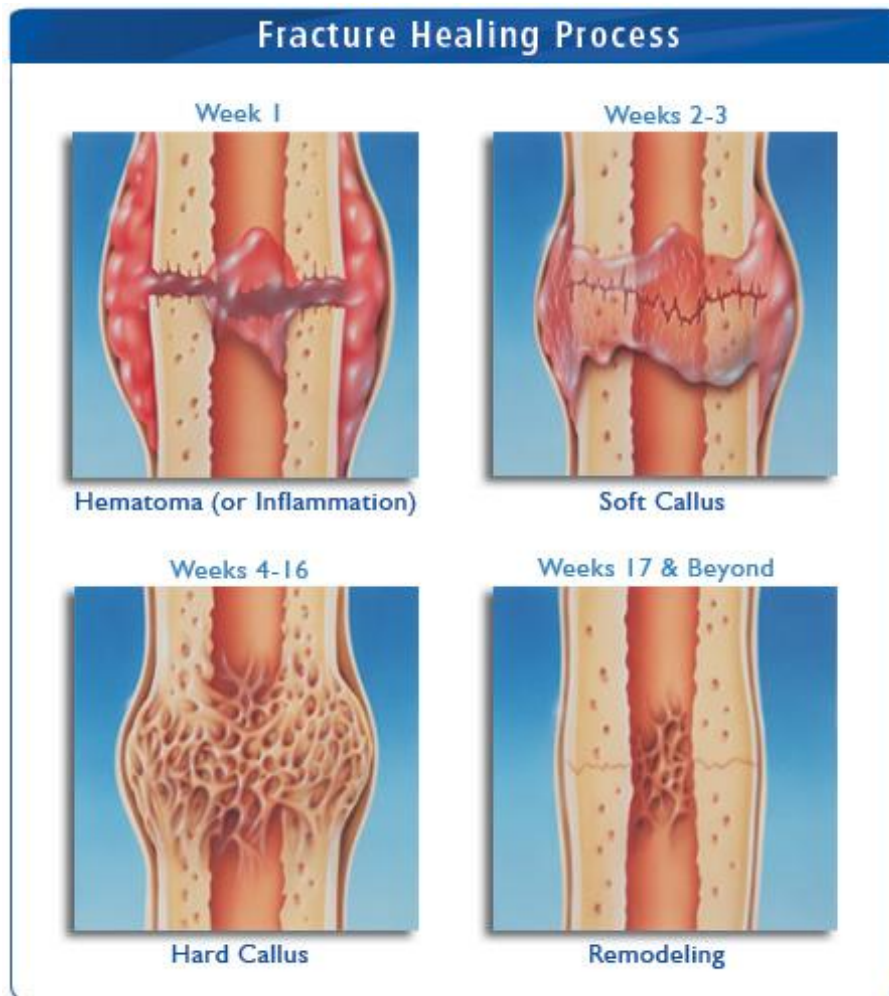 Fracture Healing Process
Week 1
Weeks 2-3
Hematoma (or Inflammation)
Soft Callus
Weeks 4-16
Weeks 17 & Beyond
Hard Callus
Remodeling